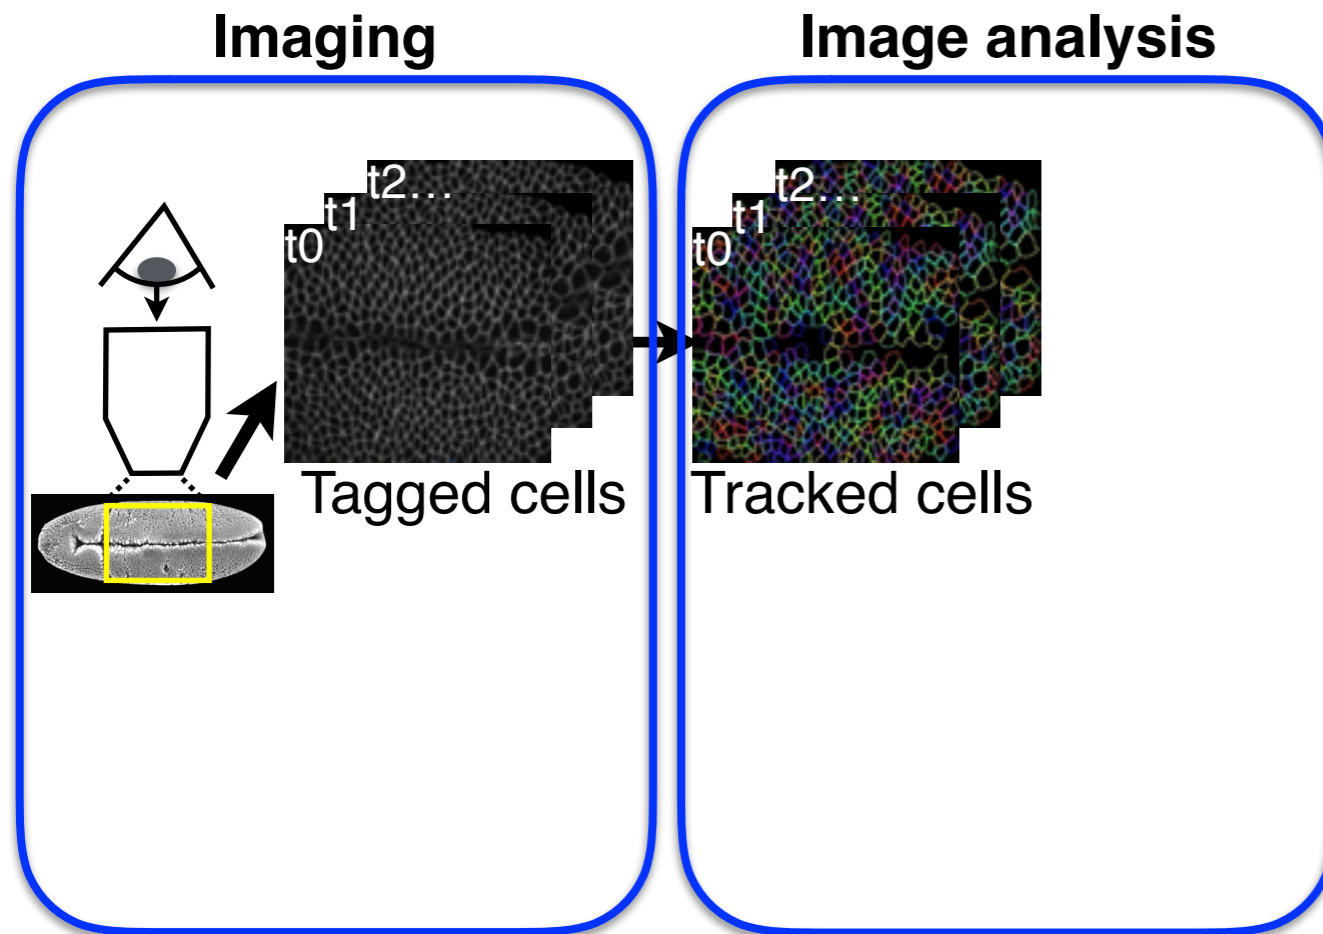 Imaging
Image analysis
t2...
t1
t0
Tagged cells
t2...
t1
t0
Tracked cells